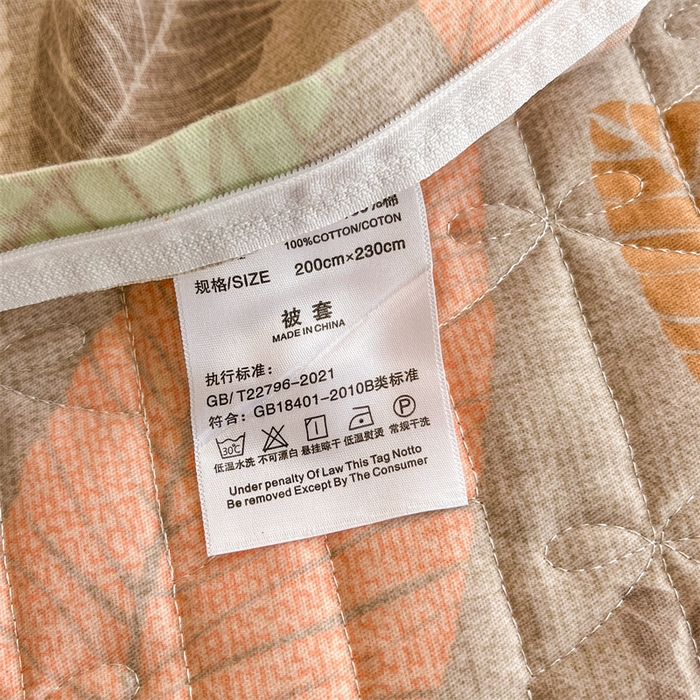 100%棉
100%COTTON/COTON
规格/SIZE 200cm×230cm
被套
MADE IN CHINA
执行标准：
GB/T22796-2021
符合：GB18401-2010B类标准
30℃
P
低温水洗 不可漂白 悬挂晾干 低温熨烫 常规干洗
Under penalty Of Law This Tag Notto
Be removed Except By The Consumer